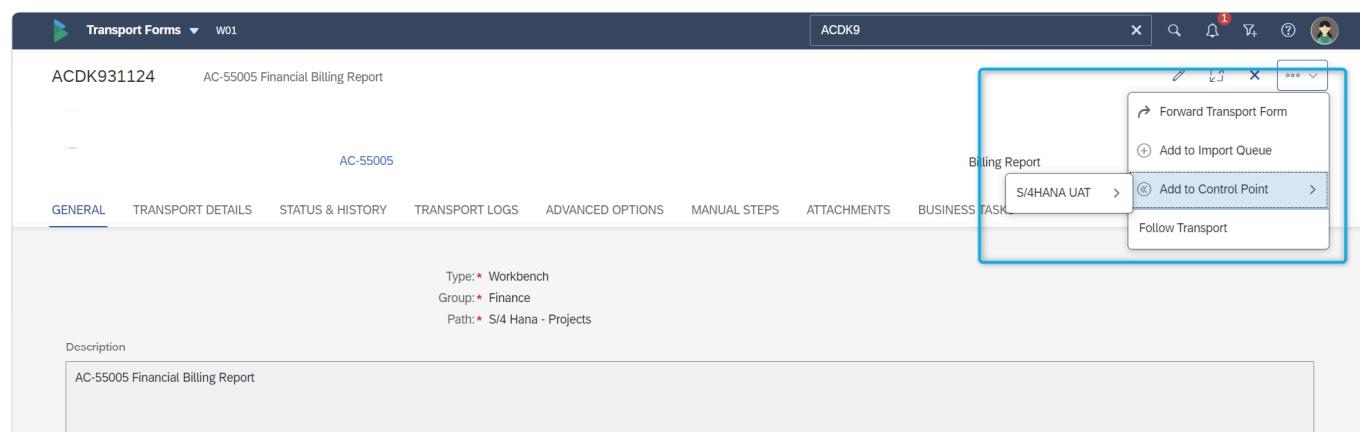 Transport Forms W01 ACDK9 1
ACDK931124 AC-55005 Financial Billing Report
Forward Transport Form
Add to Import Queue
AC-55005 Billing Report
S/4HANA UAT Add to Control Point
GENERAL TRANSPORT DETAILS STATUS & HISTORY TRANSPORT LOGS ADVANCED OPTIONS MANUAL STEPS ATTACHMENTS BUSINESS TASKS
Follow Transport
Type:* Workbench
Group:* Finance
Path:* S/4 Hana - Projects
Description
AC-55005 Financial Billing Report